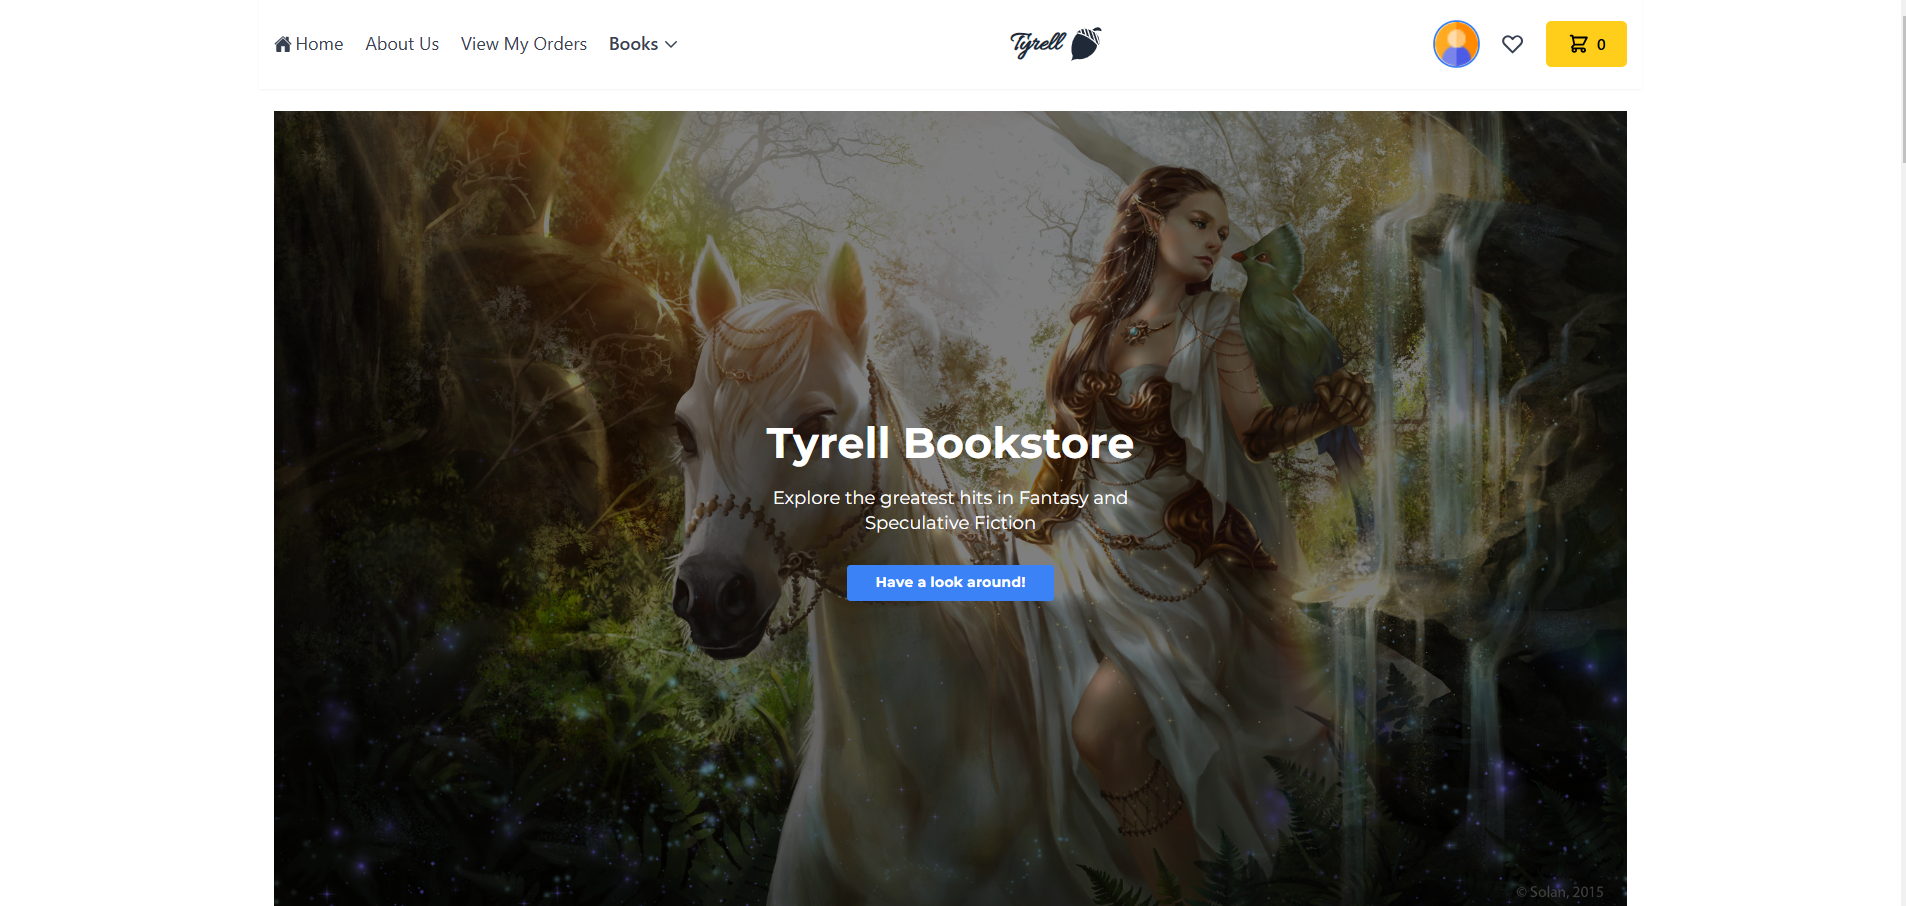 Home About Us View My Orders Books Tyrell 0
Tyrell Bookstore
Explore the greatest hits in Fantasy and
Speculative Fiction
Have a look around!
© Solan, 2015